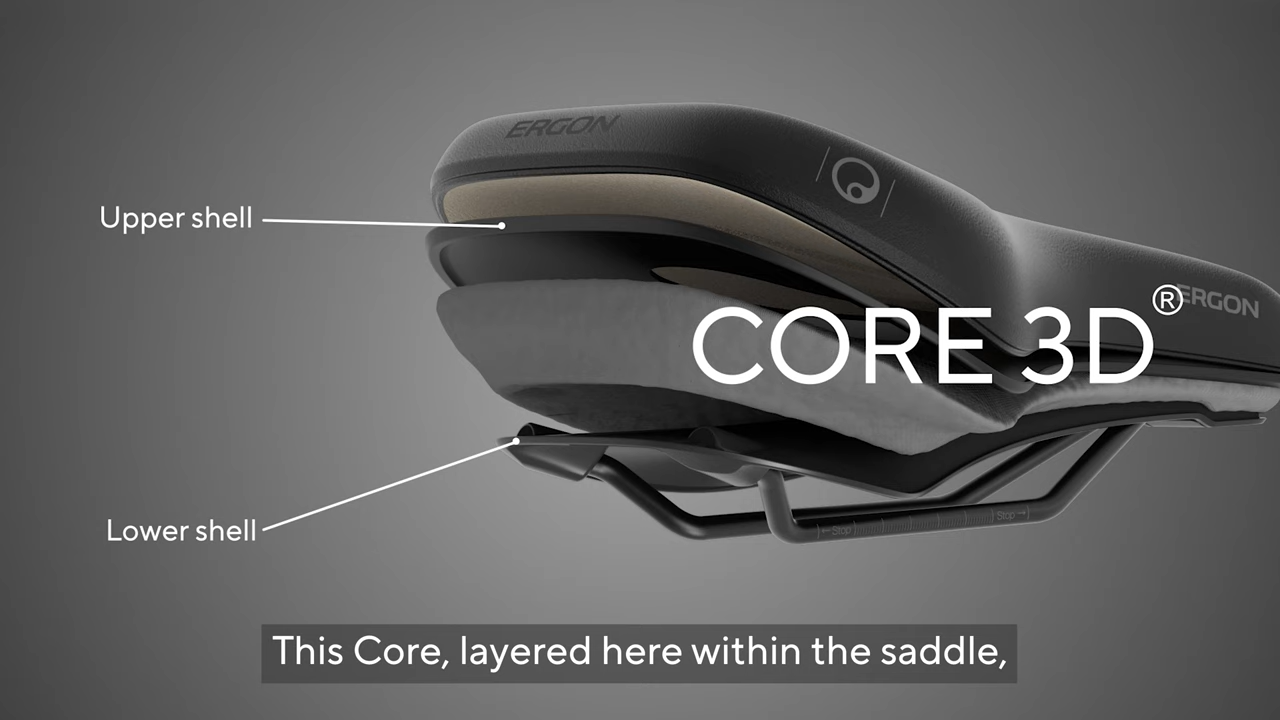 ERGON
Upper shell
CORE 3D®
ERGON
Lower shell
←Stop
Stop→
This Core, layered here within the saddle,